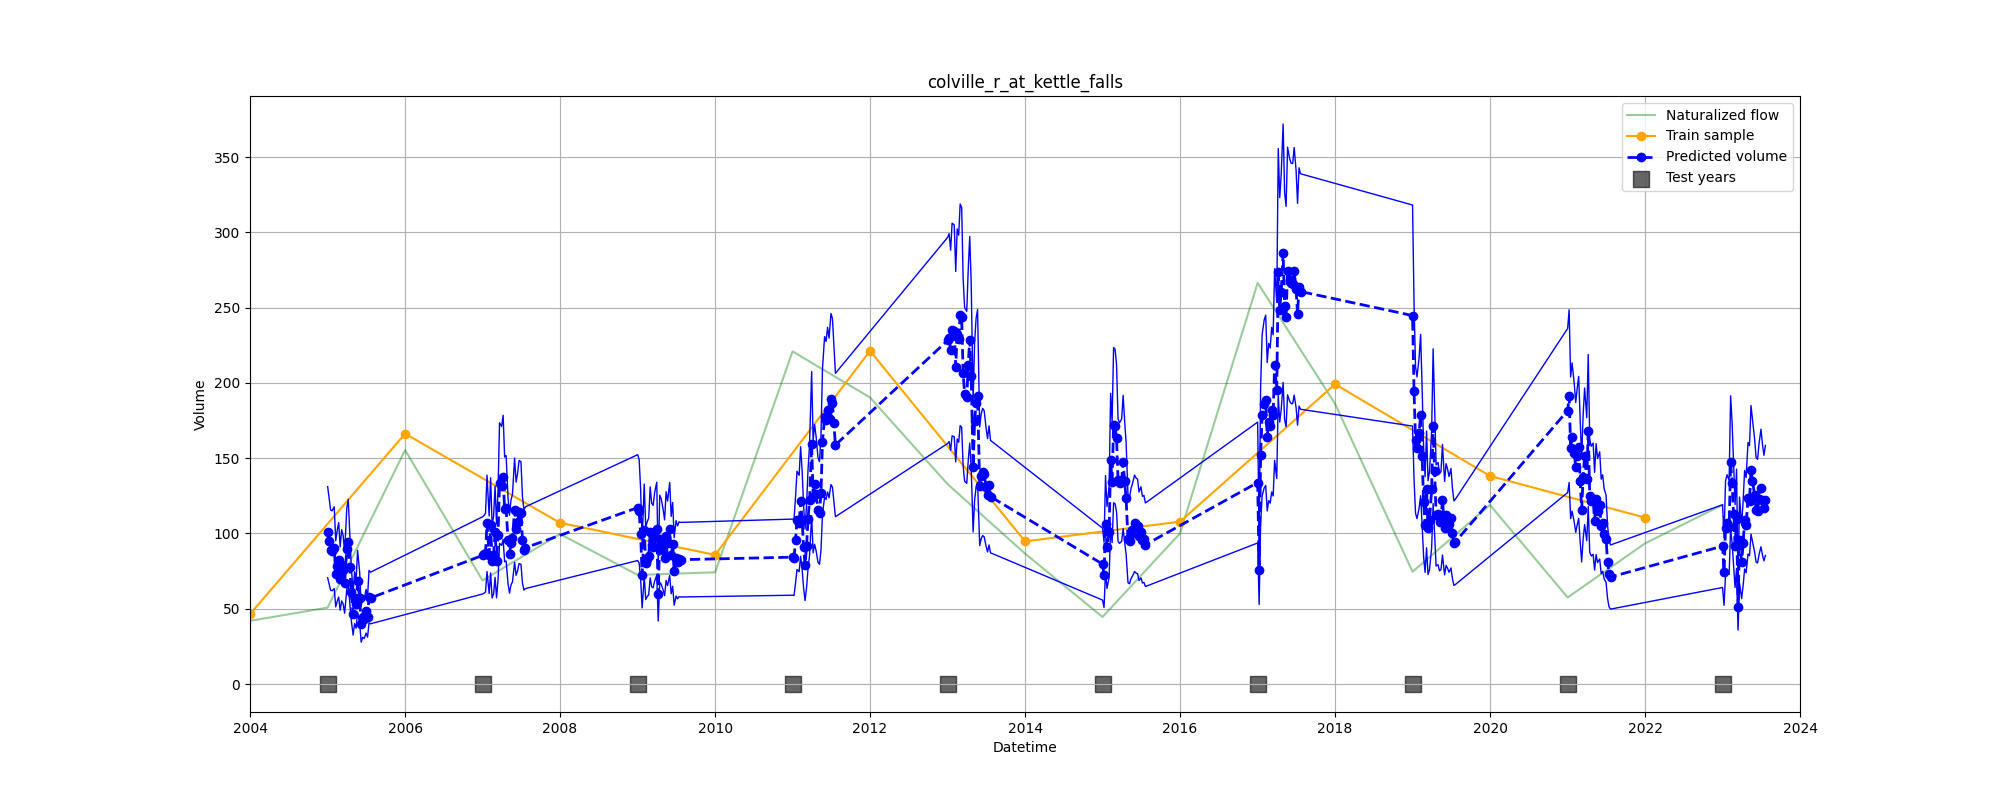 colville_r_at_kettle_falls
Naturalized flow
Train sample
Predicted volume
Test years
350
300
250
200
150
100
50
0
Volume
2004 2006 2008 2010 2012 2014 2016 2018 2020 2022 2024
Datetime